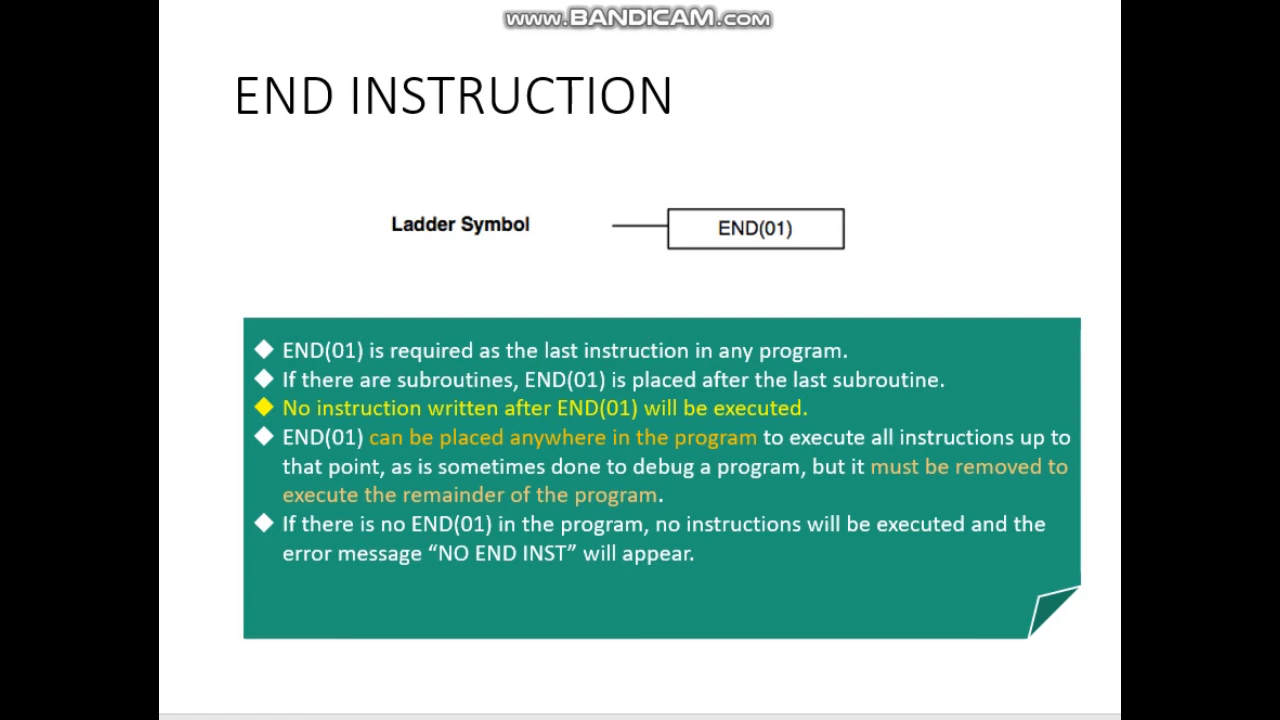 www.BANDICAM.com
END INSTRUCTION
Ladder Symbol
END(01)
END(01) is required as the last instruction in any program.
If there are subroutines, END(01) is placed after the last subroutine.
No instruction written after END(01) will be executed.
END(01) can be placed anywhere in the program to execute all instructions up to
that point, as is sometimes done to debug a program, but it must be removed to
execute the remainder of the program.
If there is no END(01) in the program, no instructions will be executed and the
error message “NO END INST” will appear.